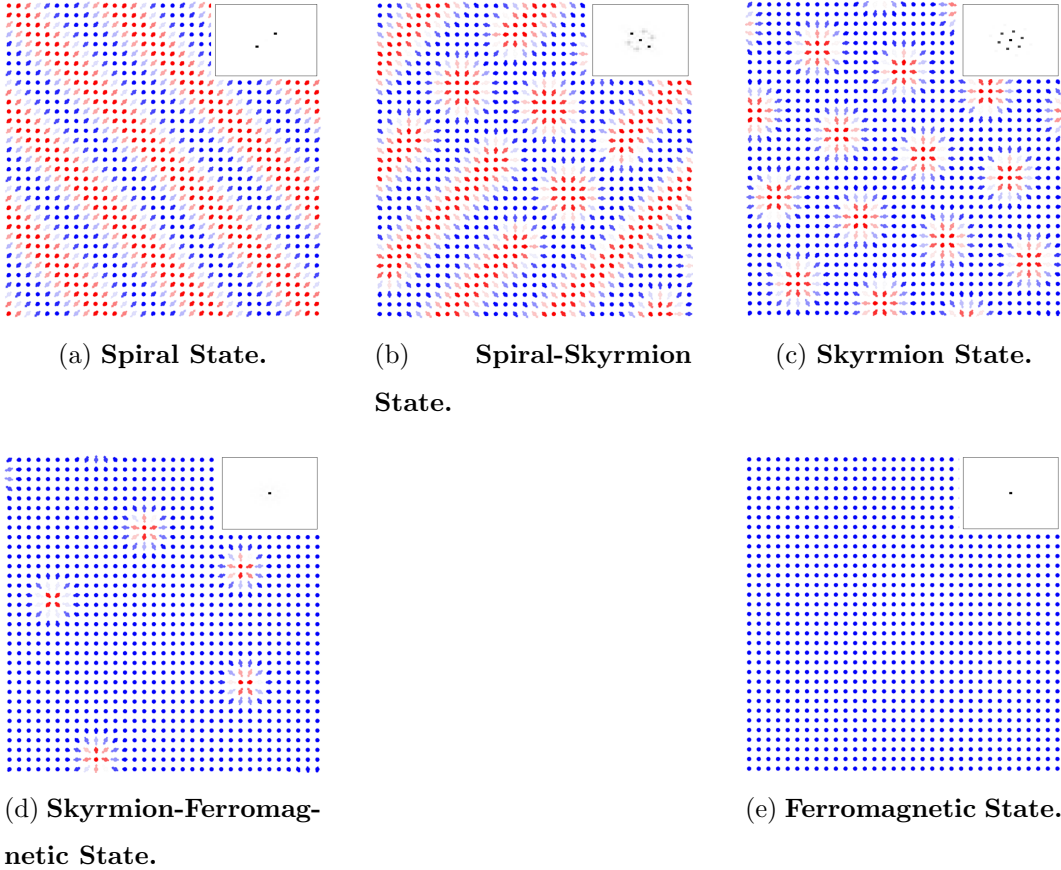 (a) Spiral State.
(b) Spiral-Skyrmion
State.
(c) Skyrmion State.
(d) Skyrmion-Ferromag-
netic State.
(e) Ferromagnetic State.